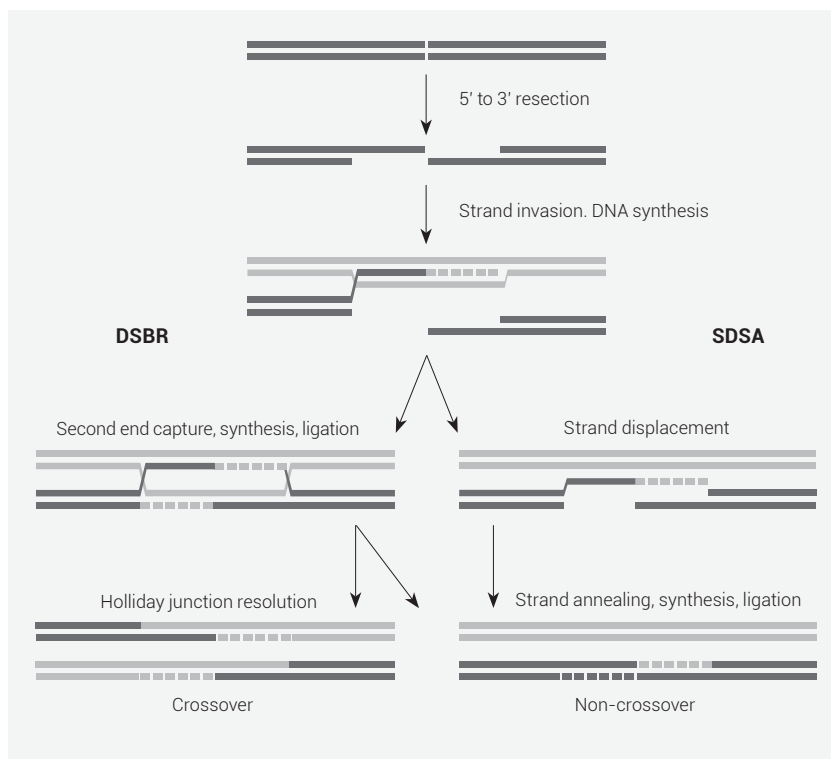 5' to 3' resection
Strand invasion. DNA synthesis
DSBR
SDSA
Second end capture, synthesis, ligation
Strand displacement
Holliday junction resolution
Strand annealing, synthesis, ligation
Crossover
Non-crossover